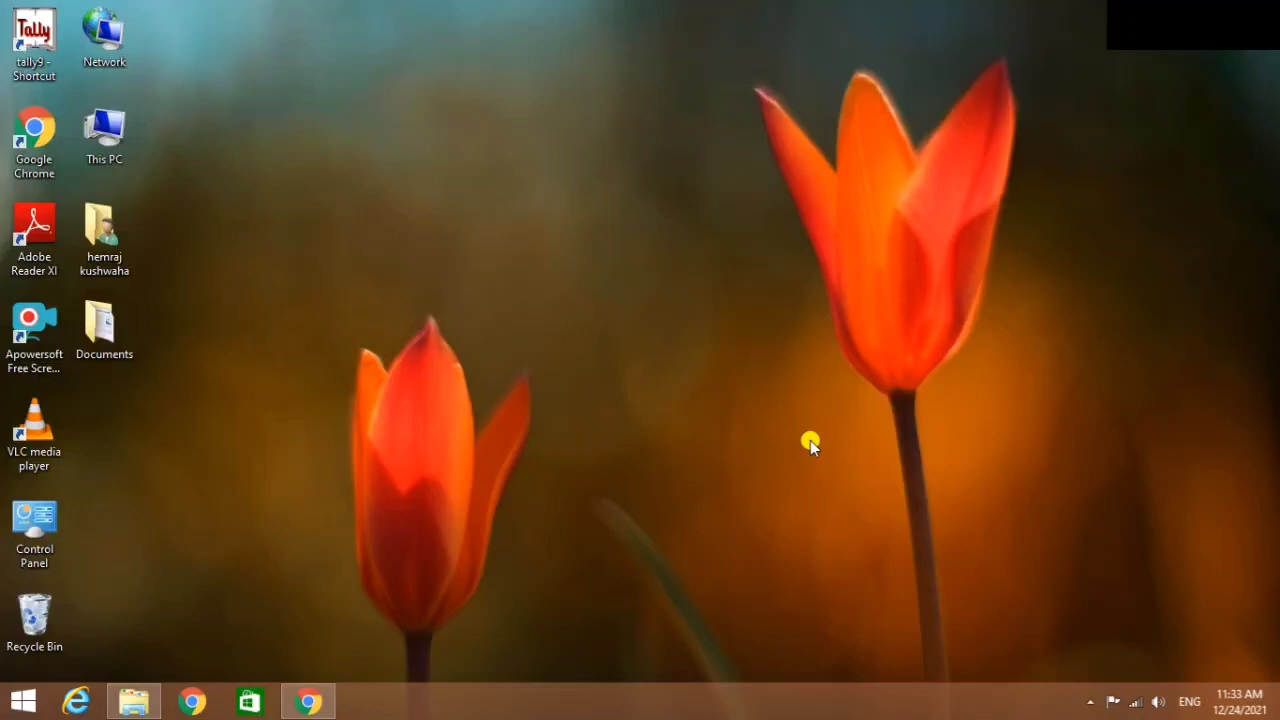 Tally
tally9 -
Shortcut
Network
Google
Chrome
This PC
Adobe
Reader XI
hemraj
kushwaha
Apowersoft
Free Scre...
Documents
VLC media
player
Control
Panel
Recycle Bin
ENG
11:33 AM
12/24/2021